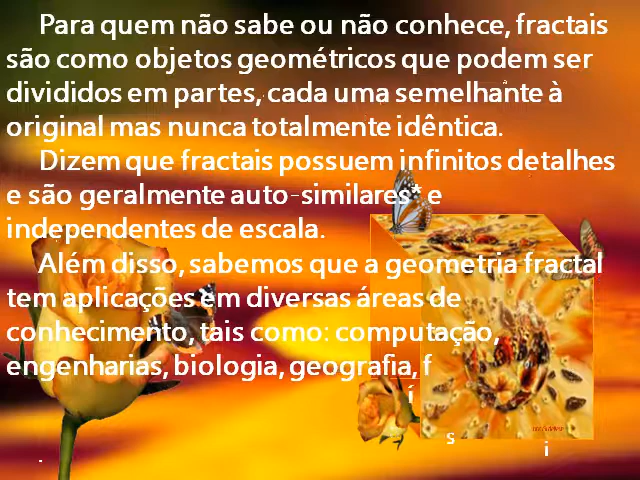 Para quem não sabe ou não conhece, fractais
são como objetos geométricos que podem ser
divididos em partes, cada uma semelhante à
original mas nunca totalmente idêntica.
Dizem que fractais possuem infinitos detalhes
e são geralmente auto-similares* e
independentes de escala.
Além disso, sabemos que a geometria fractal
tem aplicações em diversas áreas de
conhecimento, tais como: computação,
engenharias, biologia, geografia, f
í
s
i
.